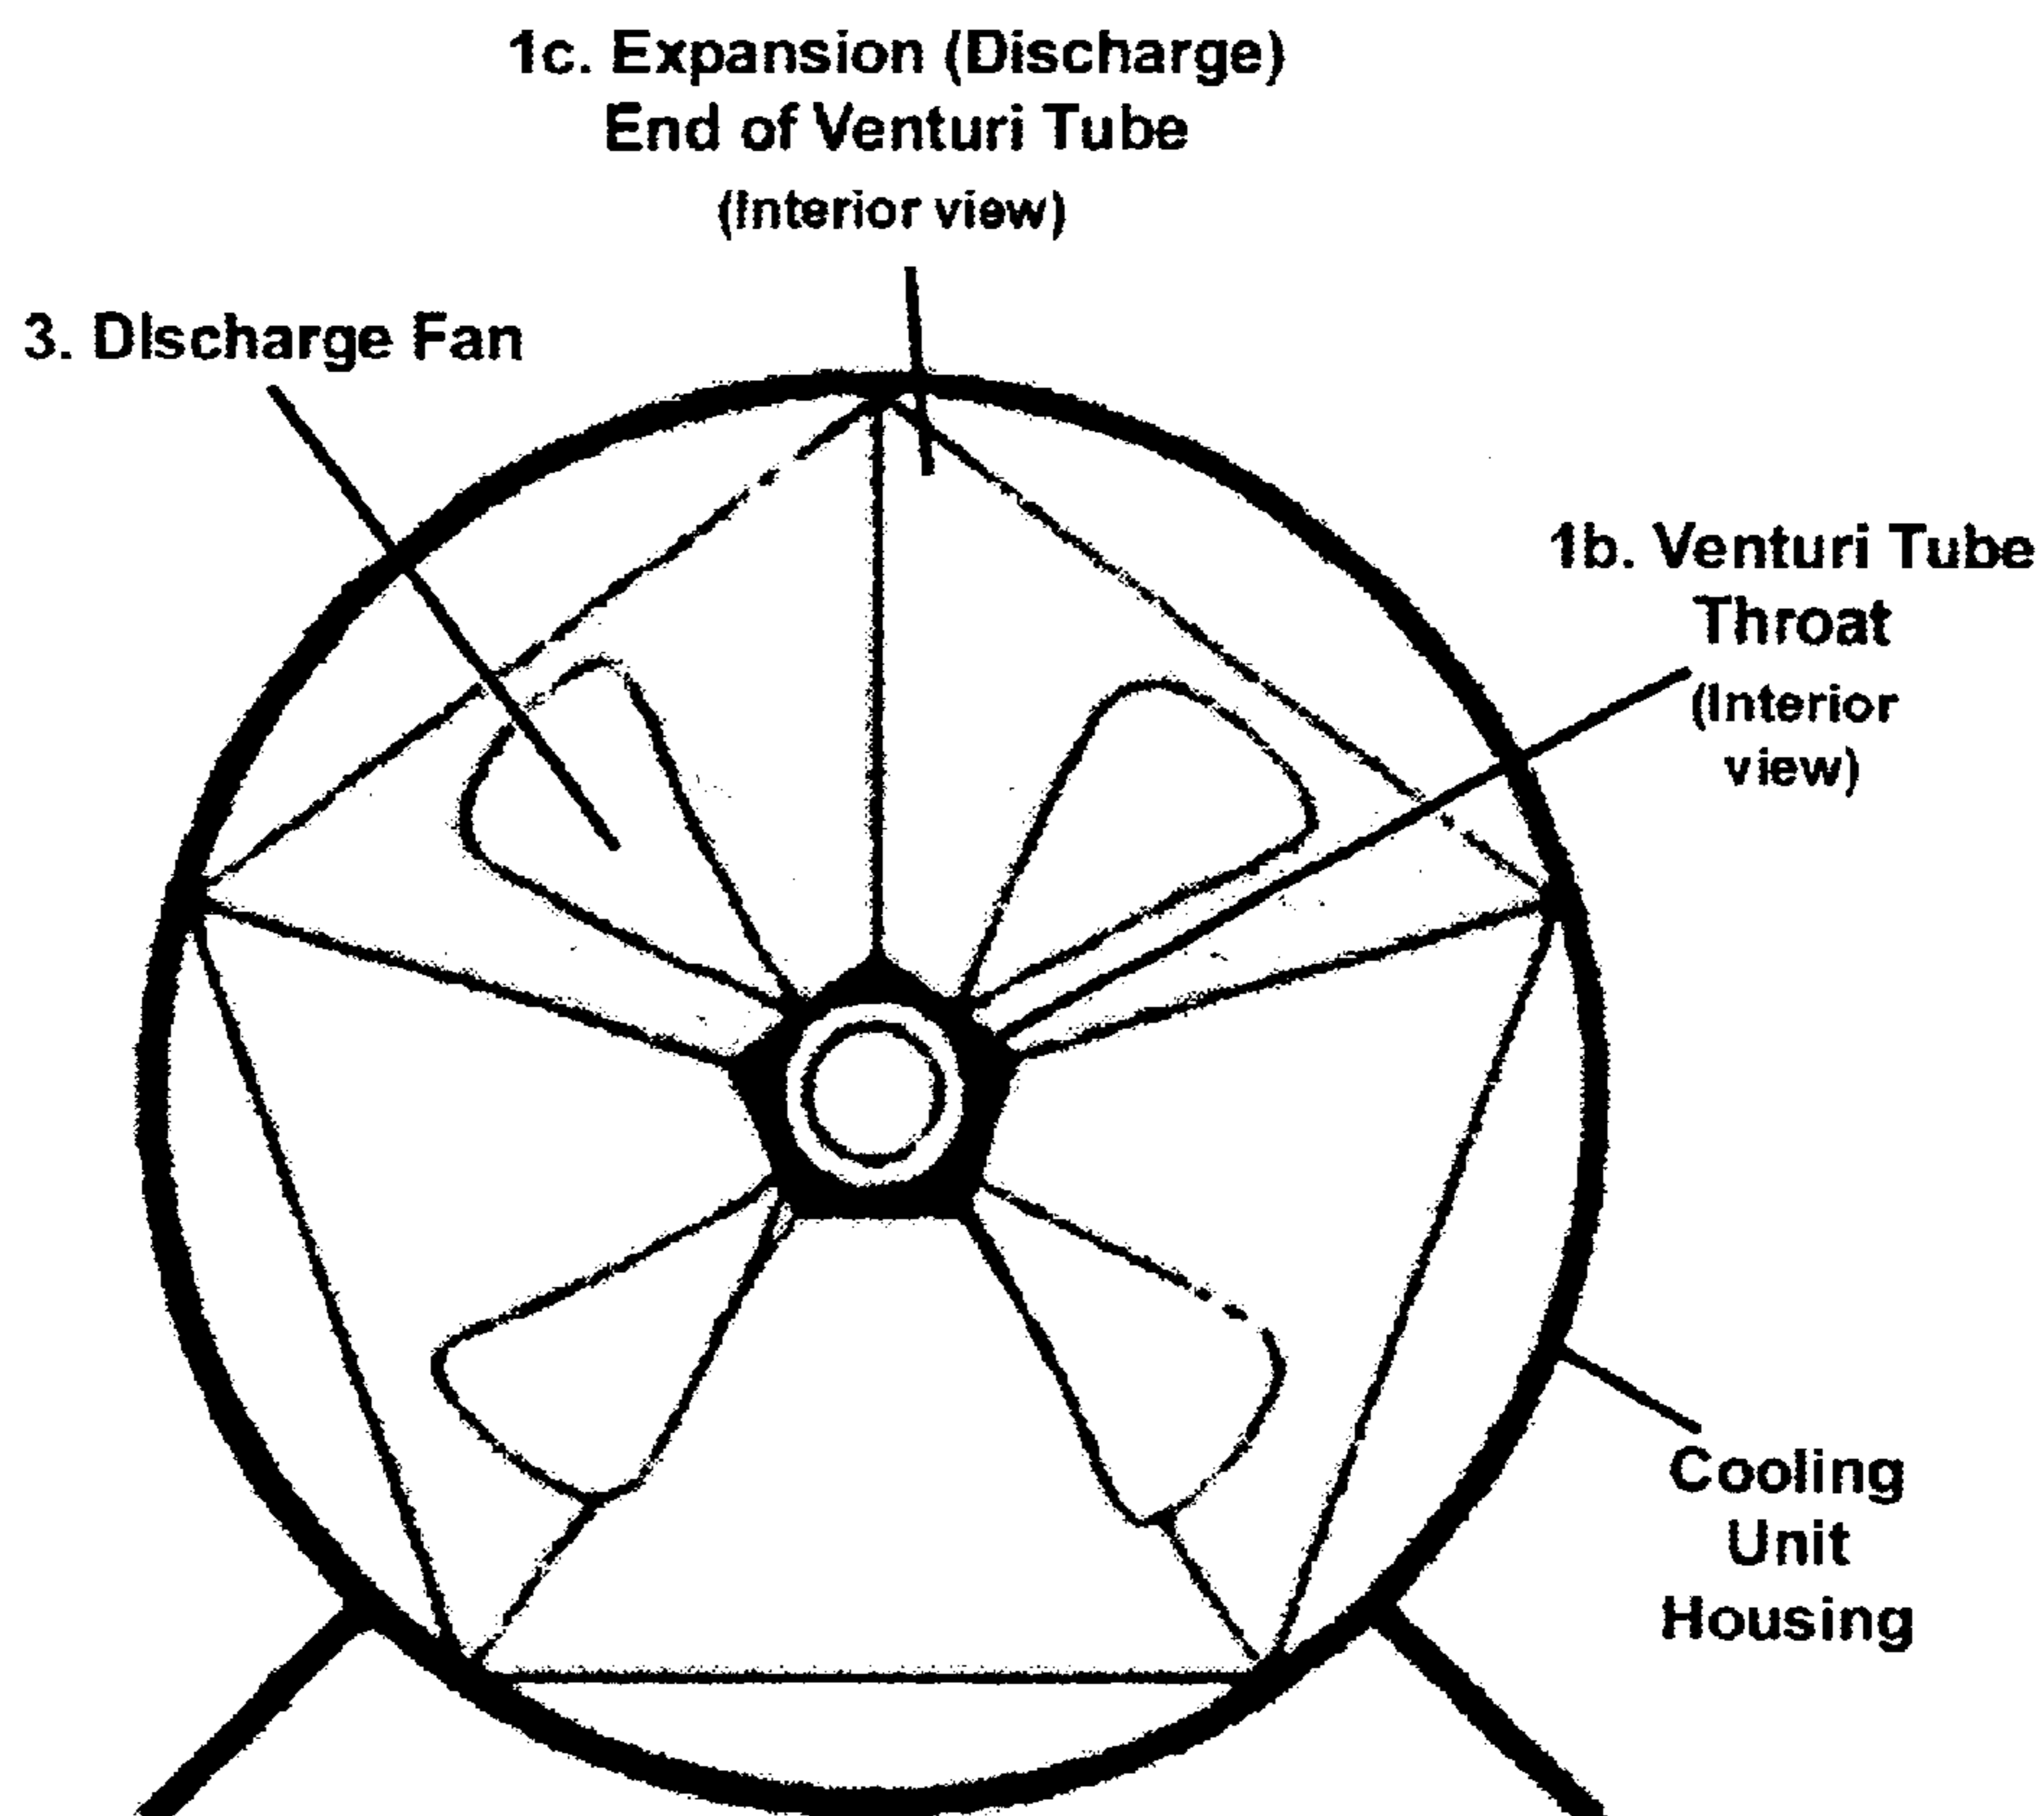 1c. Expansion (Discharge)
End of Venturi Tube
(Interior view)
3. DIscharge Fan
1b. Venturi Tube
Throat
(Interior
view)
Cooling
Unit
Housing